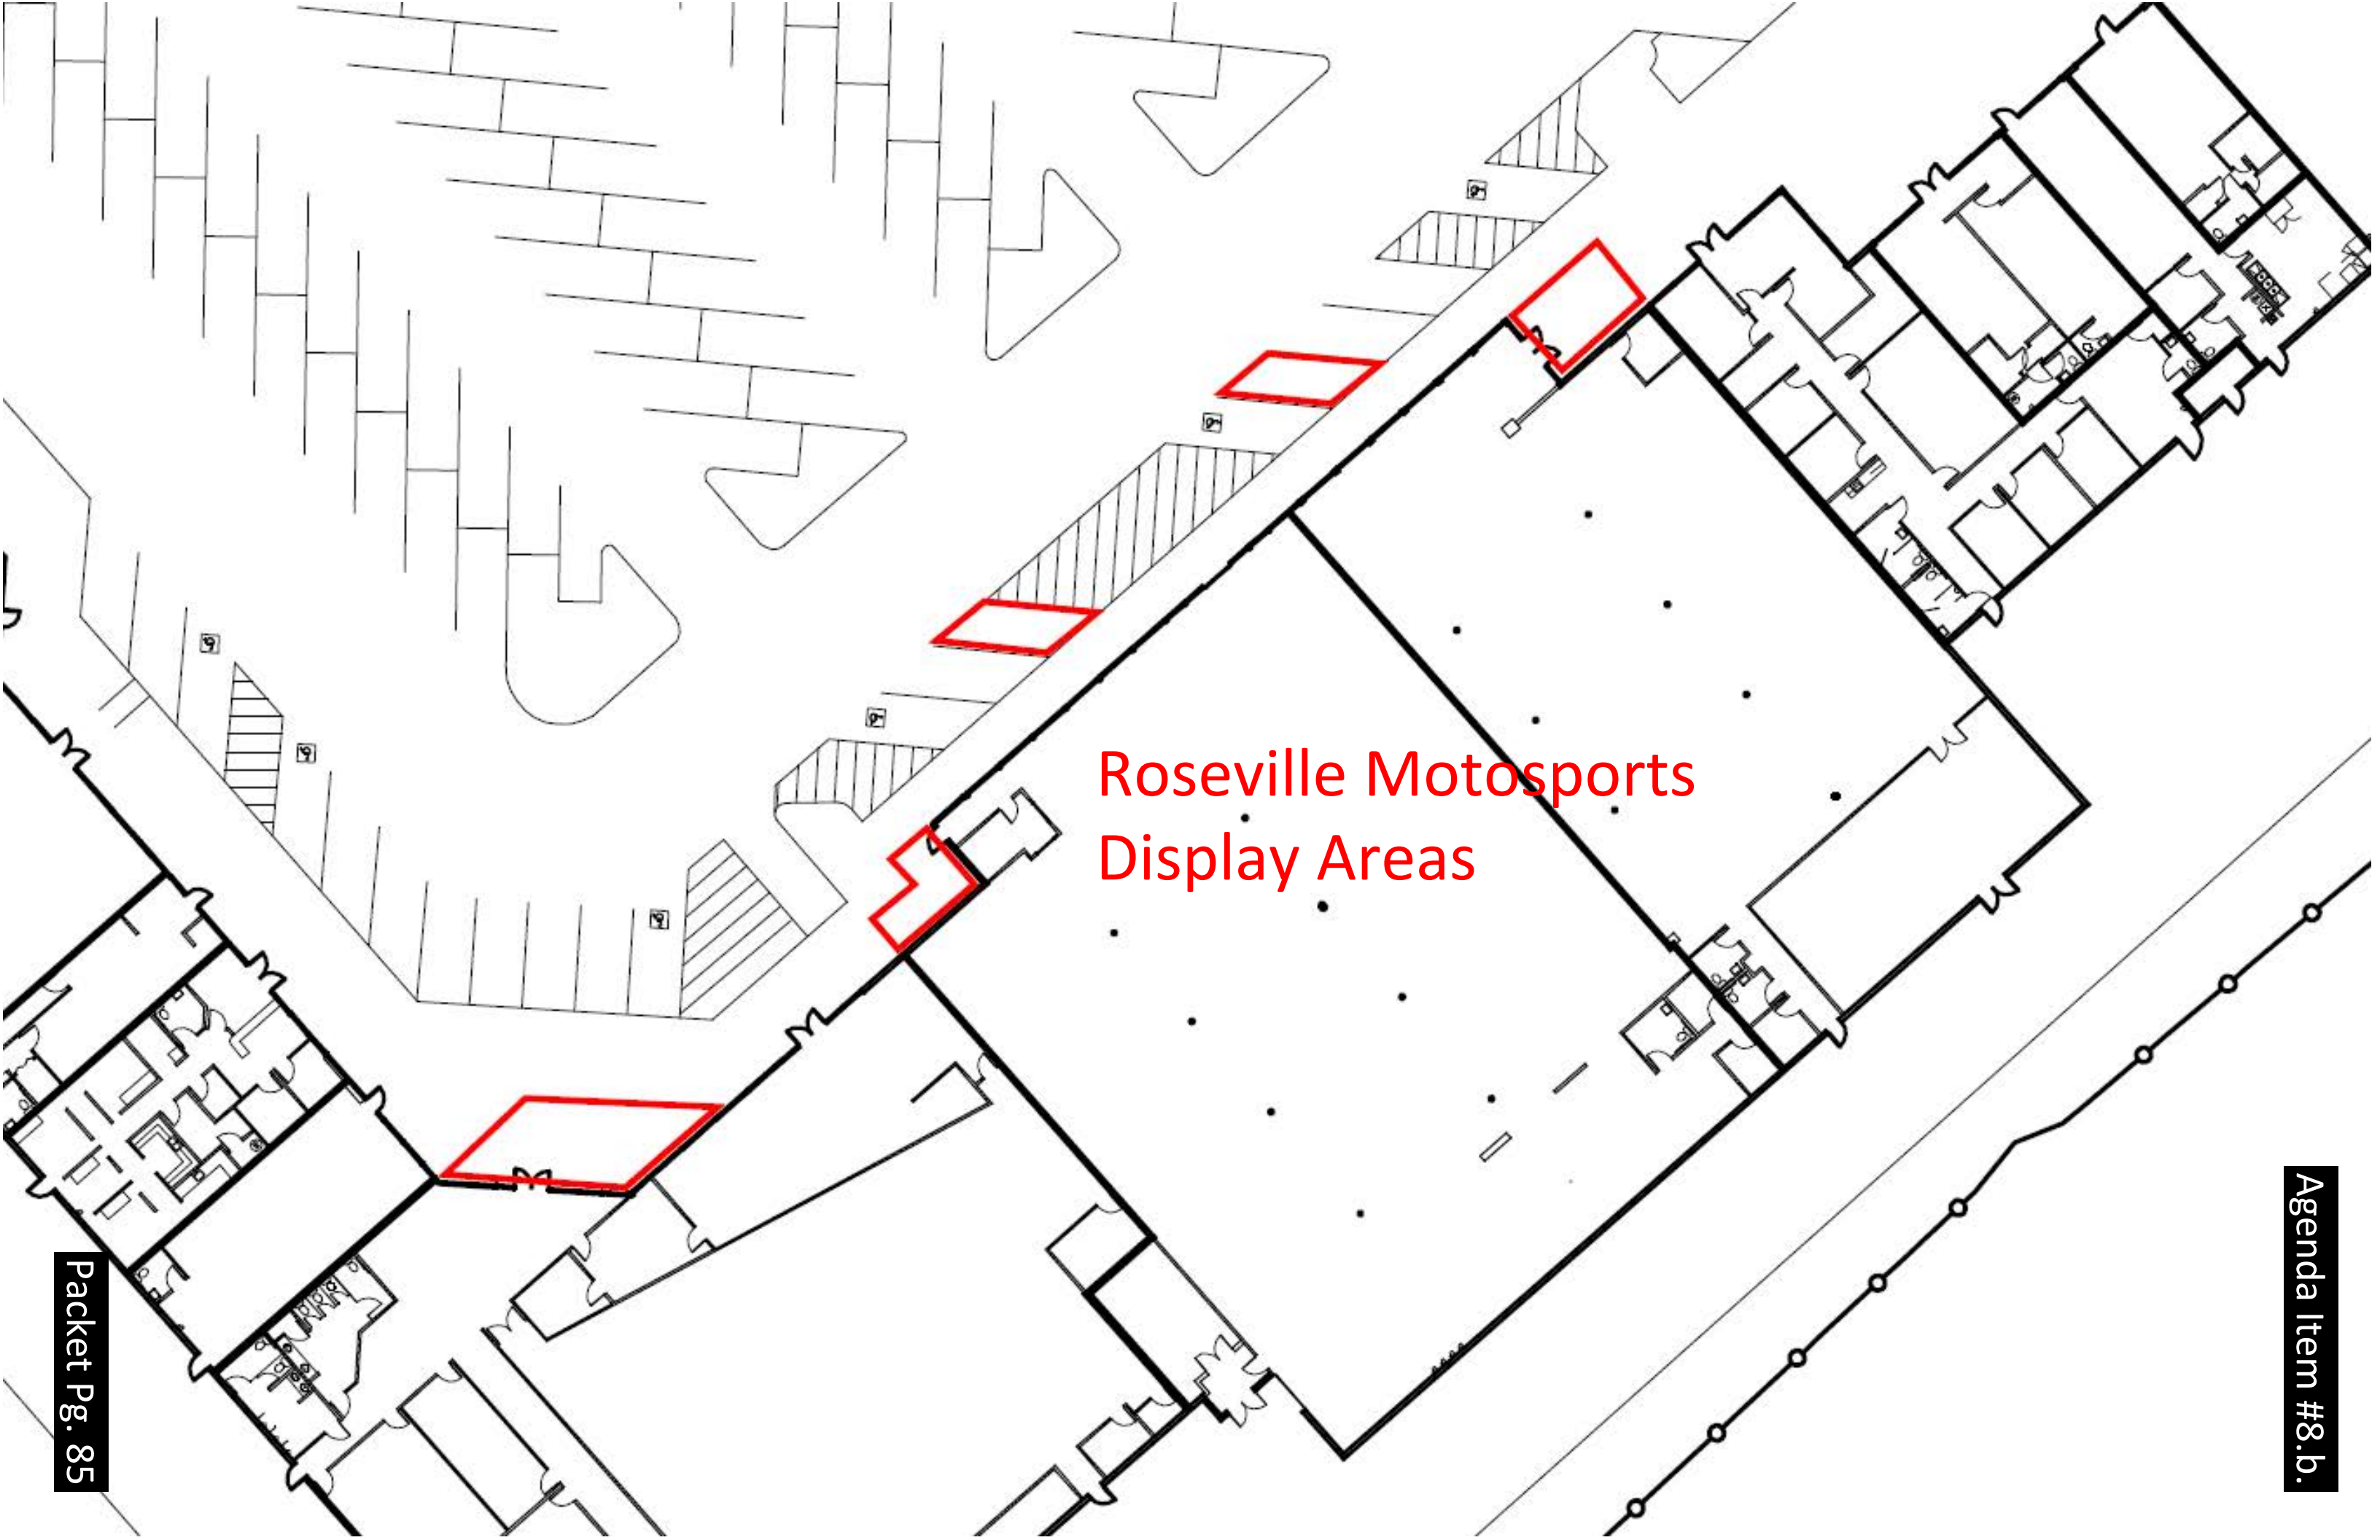 Roseville Motosports
Display Areas
Agenda Item #8.b.
Packet Pg. 85